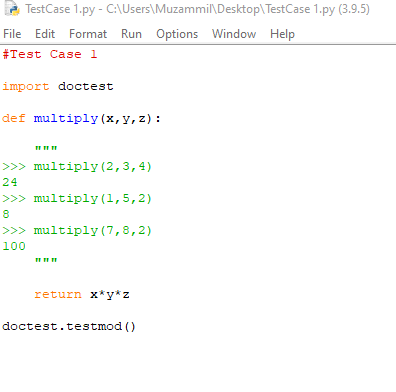 TestCase 1.py - C:\Users\Muzammil\Desktop\TestCase 1.py (3.9.5)
File Edit Format Run Options Window Help
#Test Case 1
import doctest
def multiply(x,y,z):
    """
>>> multiply(2,3,4)
24
>>> multiply(1,5,2)
8
>>> multiply(7,8,2)
100
    """
    return x*y*z
doctest.testmod()